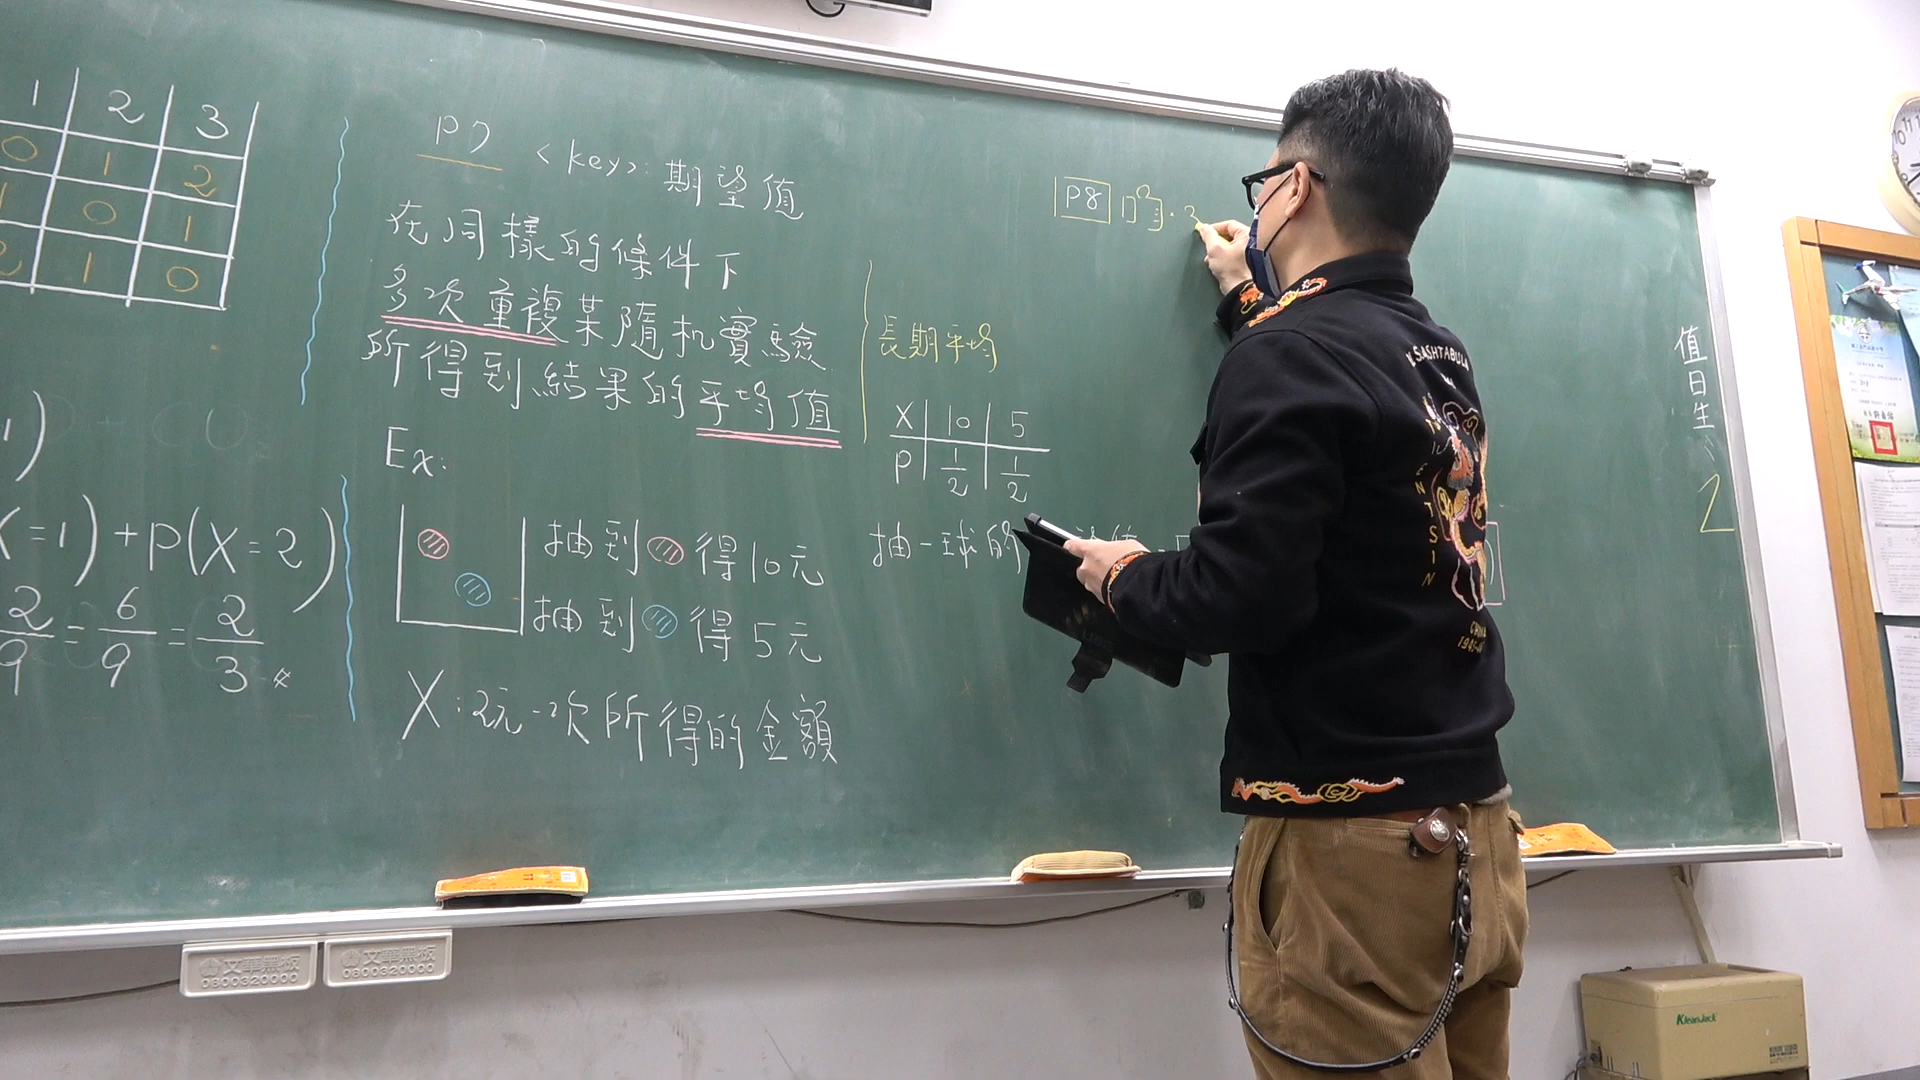 1 2 3
0 1 2
1 0 1
2 1 0
1)
X=1)+P(X=2)
2/9=6/9=2/3
P7 <key>:期望值
在同樣的條件下
多次重複某隨机實驗
所得到結果的平均值
Ex:
抽到 得10元
抽到 得5元
X:玩一次所得的金額
長期平均
X 10 5
P 1/2 1/2
抽一球的
P8
值日生
2
ENTSIN
CHINA
文華黑板
0800320000
文華黑板
0800320000
KleenJack